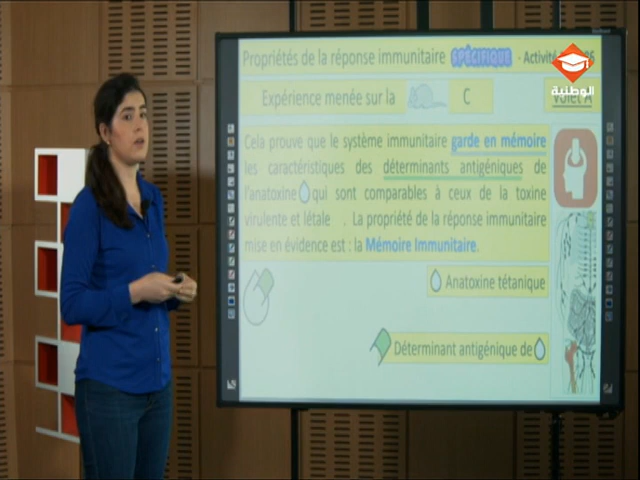 Propriétés de la réponse immunitaire SPÉCIFIQUE - Activité
الوطنية
Expérience menée sur la C Volet A
Cela prouve que le système immunitaire garde en mémoire
les caractéristiques des déterminants antigéniques de
l'anatoxine qui sont comparables à ceux de la toxine
virulente et létale . La propriété de la réponse immunitaire
mise en évidence est : la Mémoire Immunitaire.
Anatoxine tétanique
Déterminant antigénique de